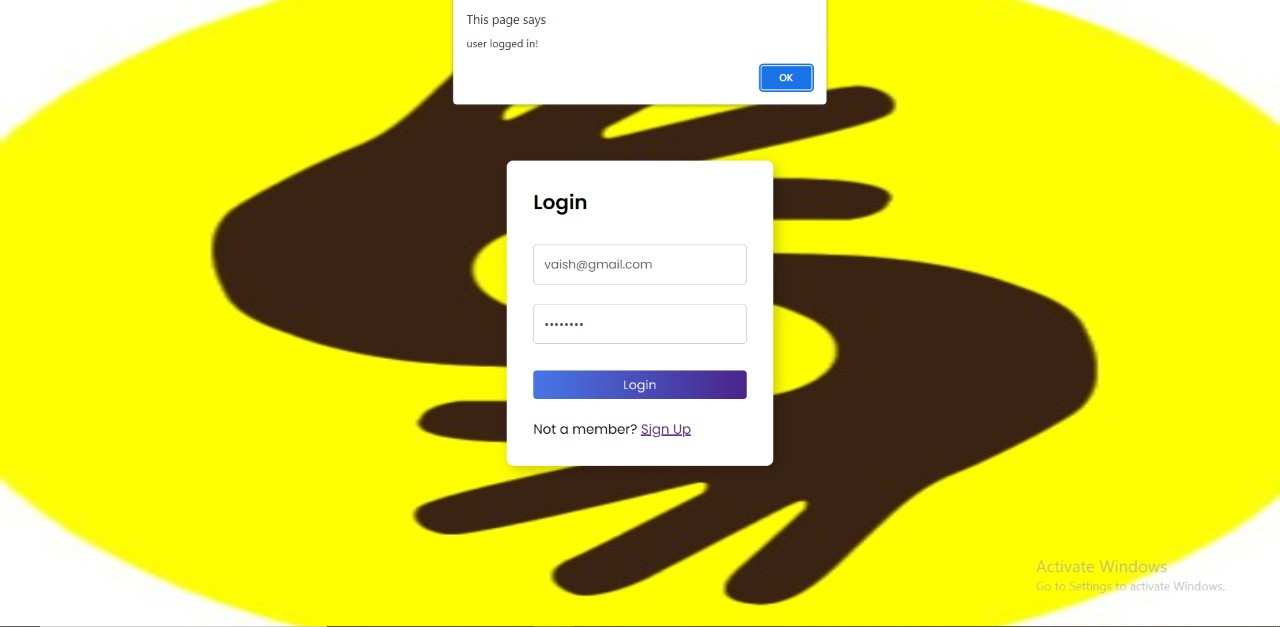 This page says
user logged in!
OK
Login
vaish@gmail.com
••••••••
Login
Not a member? Sign Up
Activate Windows
Go to Settings to activate Windows.